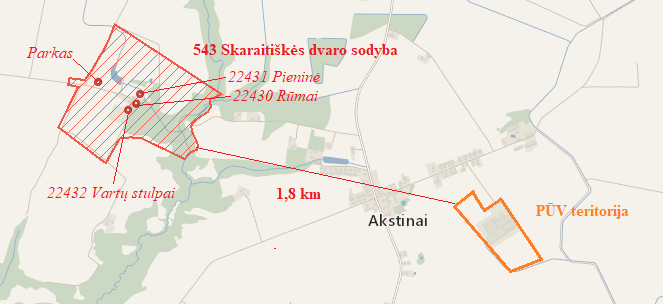 543 Skaraitiškės dvaro sodyba
Parkas
22431 Pieninė
22430 Rūmai
22432 Vartų stulpai
1,8 km
PŪV teritorija
Akstinai